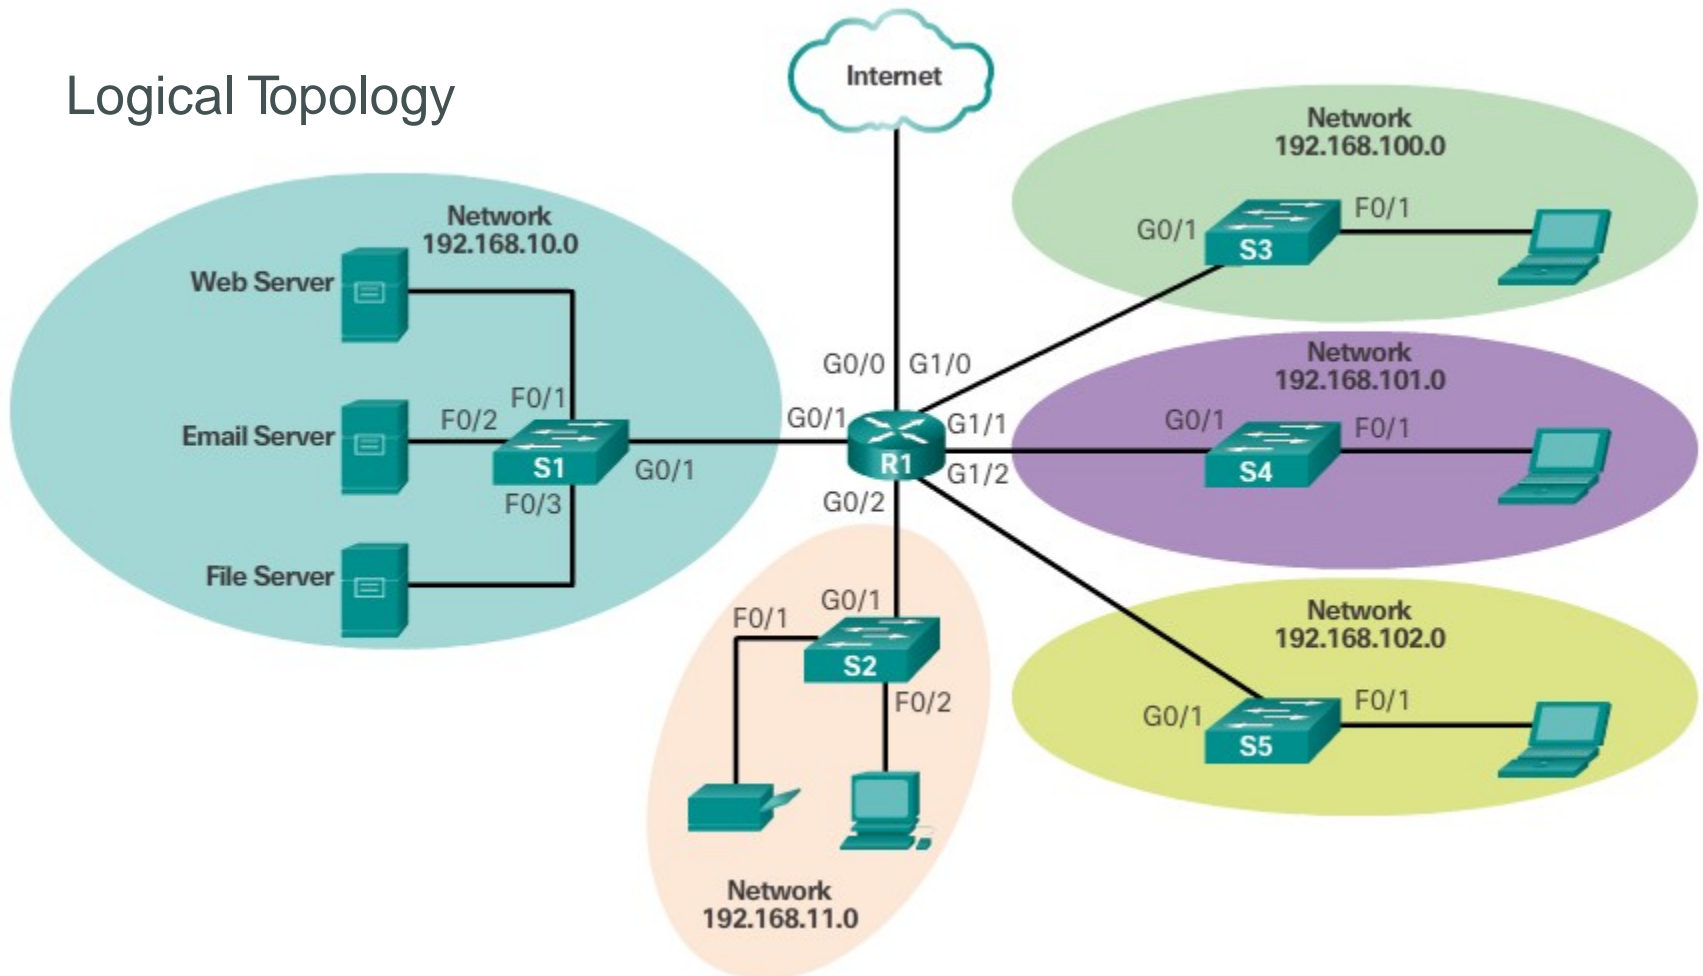 Logical Topology
Internet
Network
192.168.10.0
Web Server
Email Server
File Server
F0/1
F0/2
S1
F0/3
G0/1
G0/0
G1/0
G0/1
R1
G1/1
G1/2
G0/2
Network
192.168.100.0
G0/1
S3
F0/1
Network
192.168.101.0
G0/1
S4
F0/1
Network
192.168.102.0
G0/1
S5
F0/1
G0/1
F0/1
S2
F0/2
Network
192.168.11.0